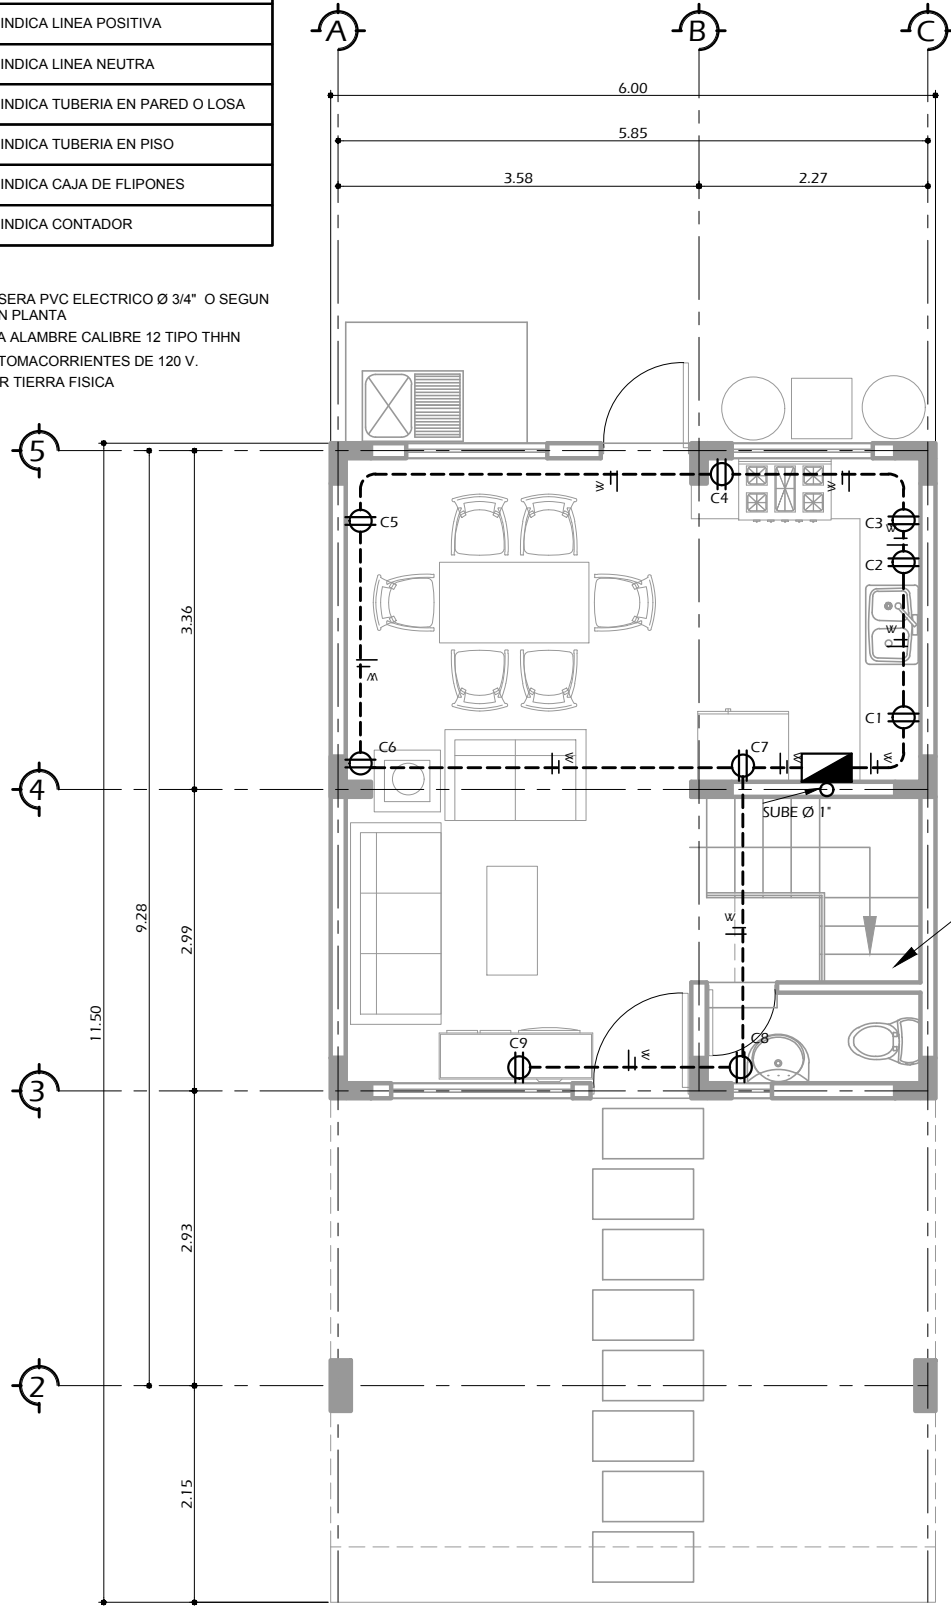 INDICA LINEA POSITIVA
INDICA LINEA NEUTRA
INDICA TUBERIA EN PARED O LOSA
INDICA TUBERIA EN PISO
INDICA CAJA DE FLIPONES
INDICA CONTADOR
SERA PVC ELECTRICO Ø 3/4" O SEGUN
N PLANTA
A ALAMBRE CALIBRE 12 TIPO THHN
TOMACORRIENTES DE 120 V.
R TIERRA FISICA
A
B
C
6.00
5.85
3.58
2.27
5
C4
C5
C3
C2
3.36
C1
C6
C7
4
SUBE Ø 1"
9.28
2.99
11.50
C9
C8
3
2.93
2
2.15